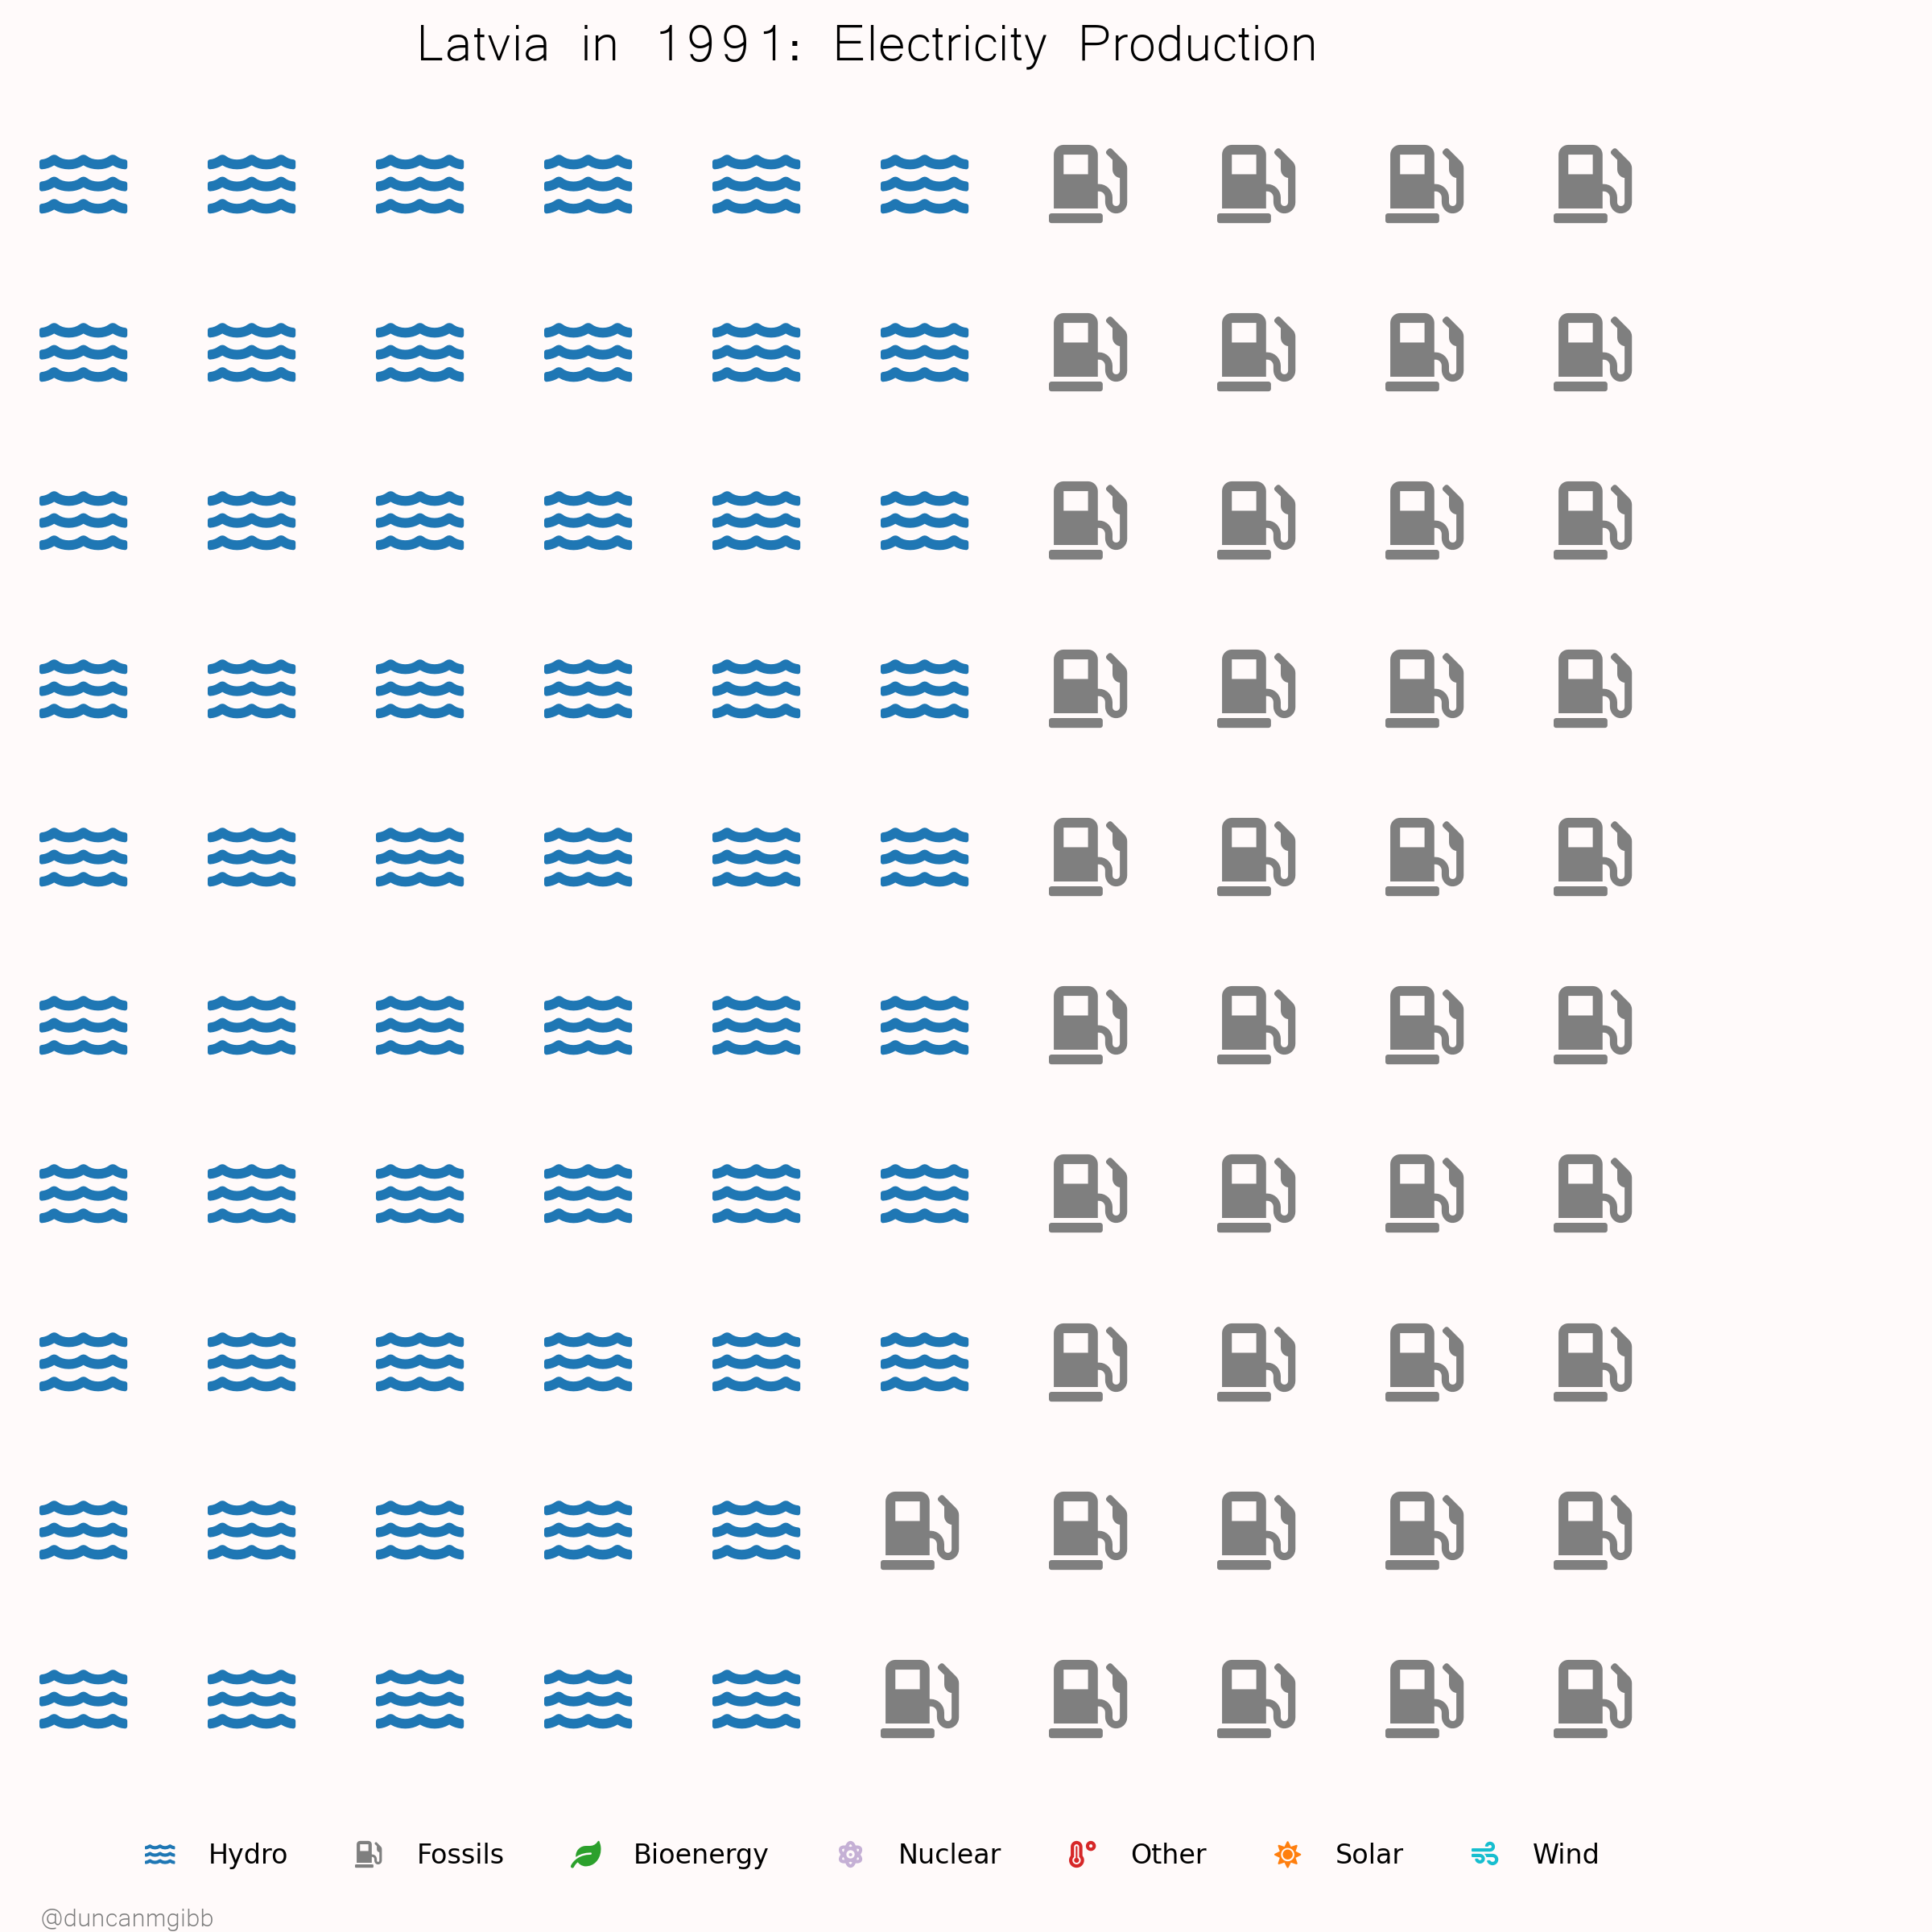 Latvia in 1991: Electricity Production
Hydro Fossils Bioenergy Nuclear Other Solar Wind
@duncanmgibb